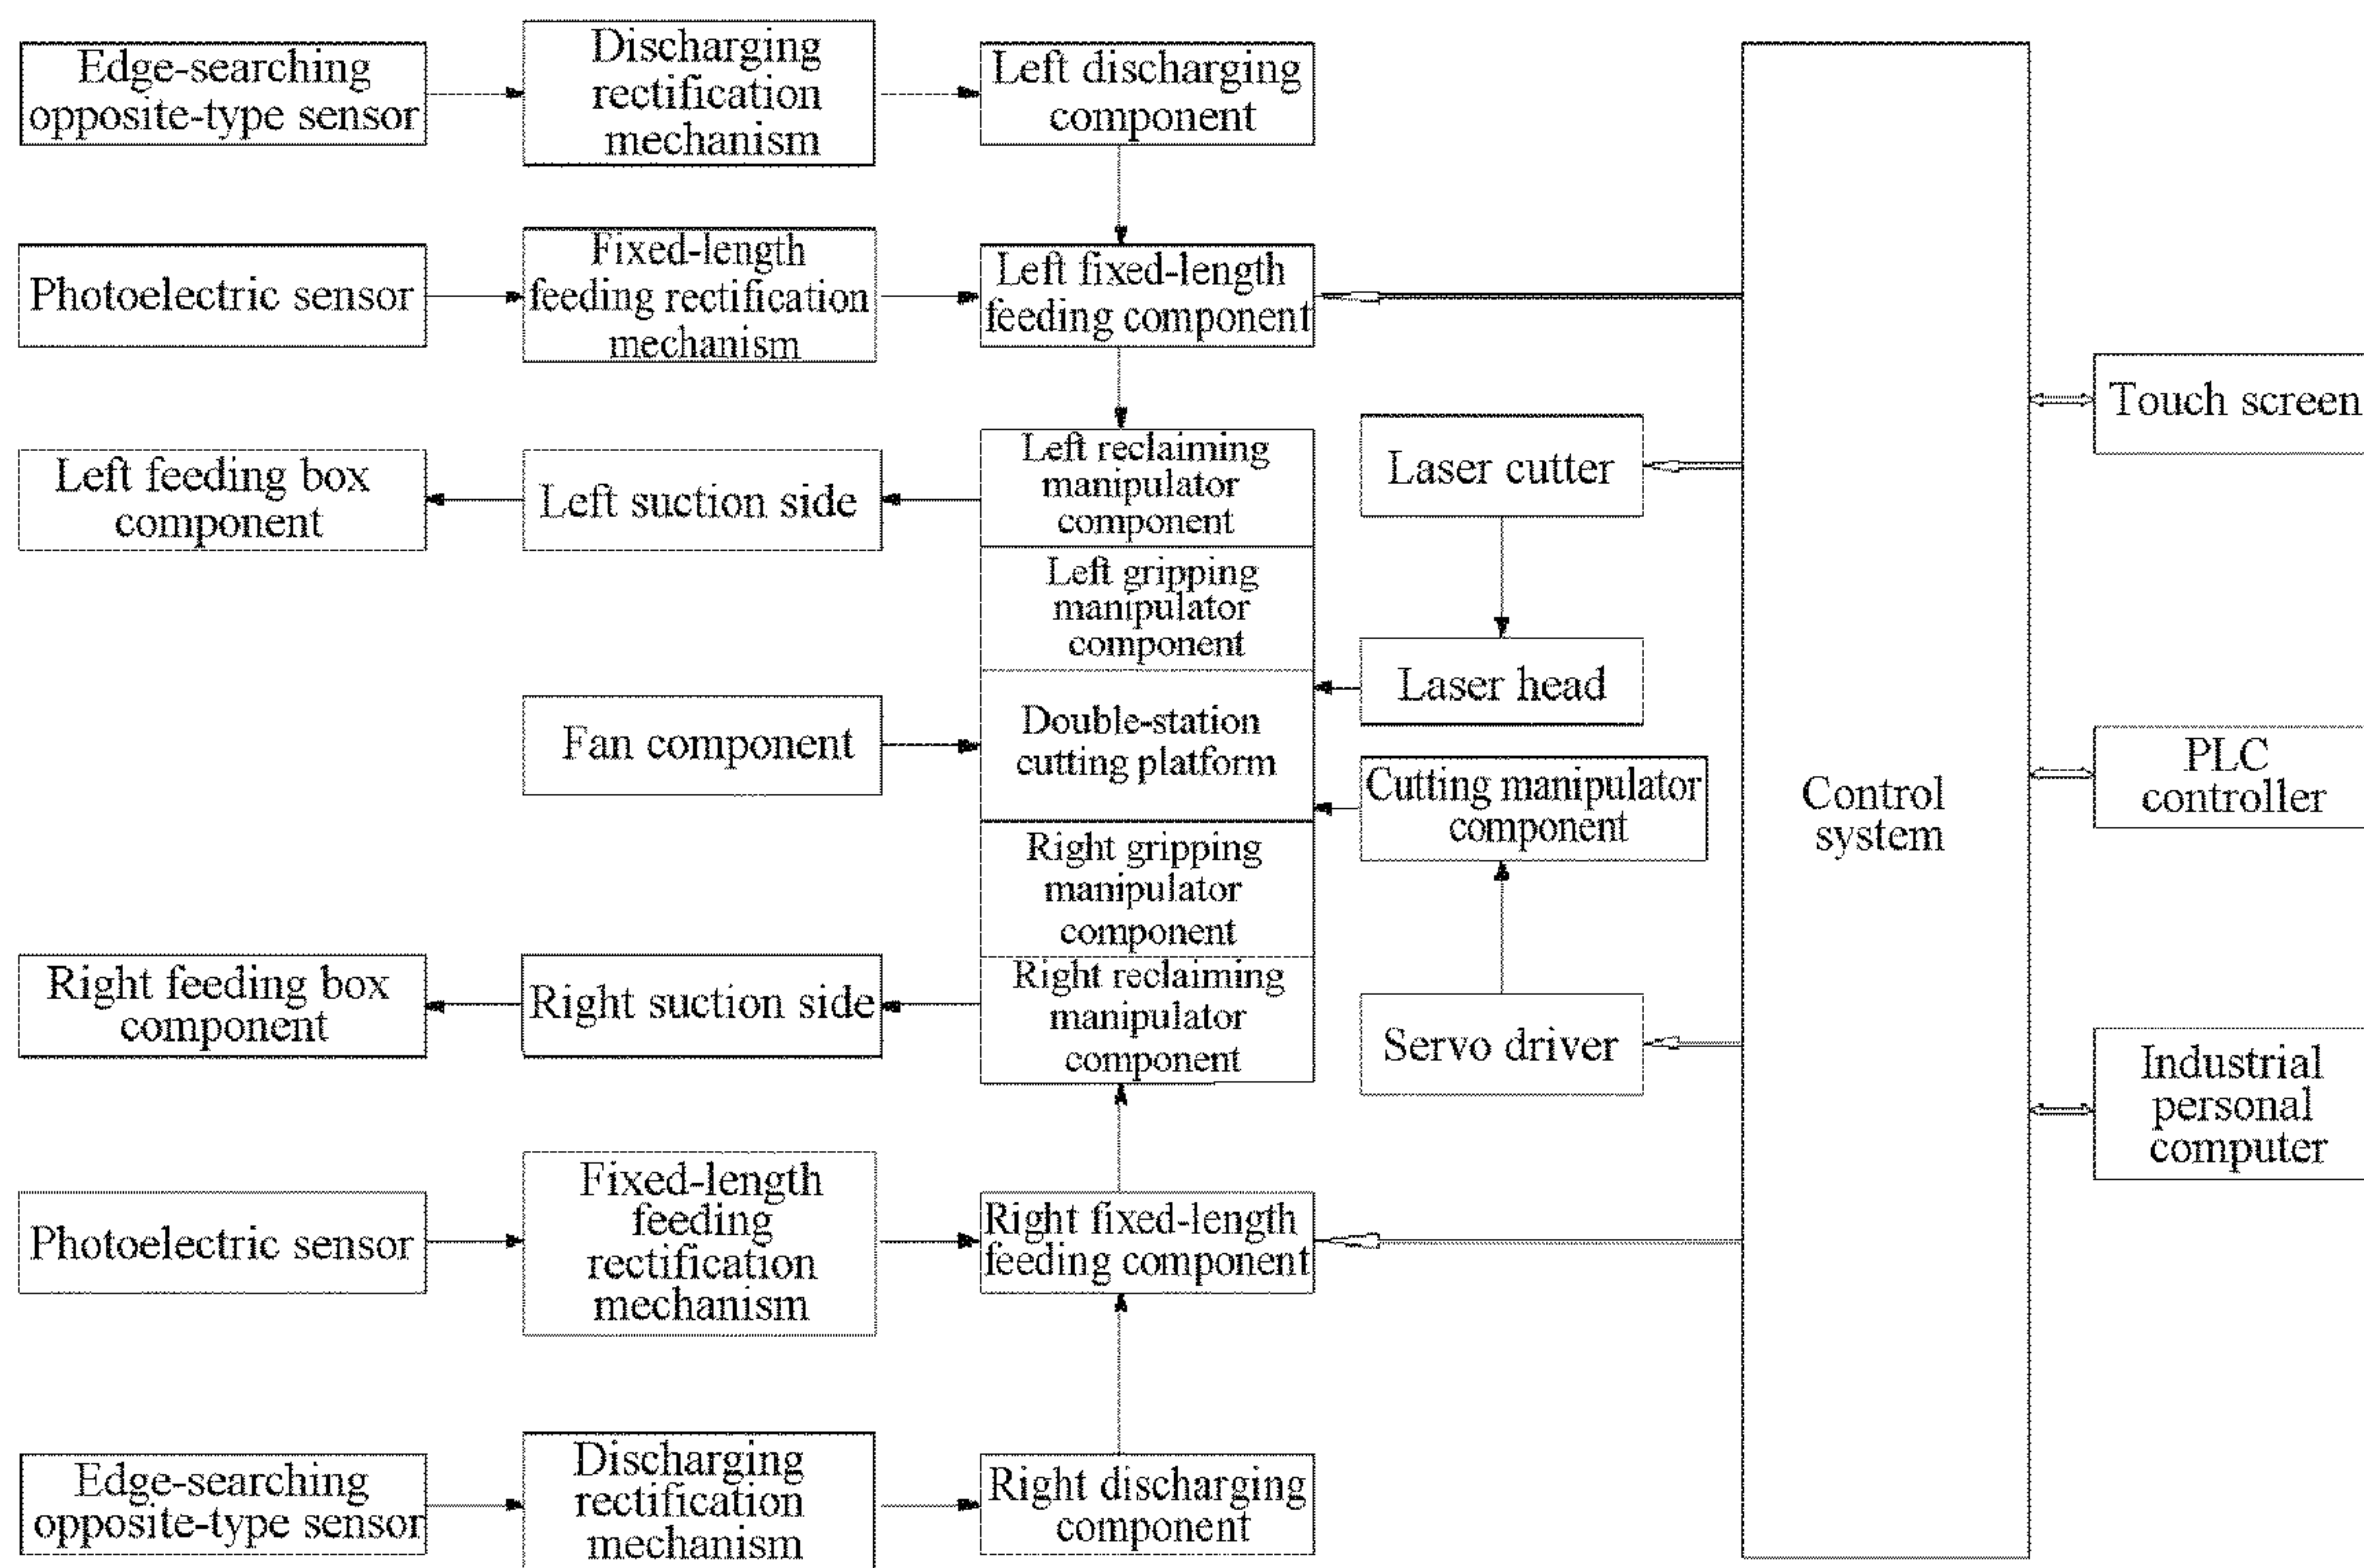 Edge-searching
opposite-type sensor
Discharging
rectification
mechanism
Left discharging
component
Photoelectric sensor
Fixed-length
feeding rectification
mechanism
Left fixed-length
feeding component
Left feeding box
component
Left suction side
Left reclaiming
manipulator
component
Left gripping
manipulator
component
Fan component
Double-station
cutting platform
Right gripping
manipulator
component
Right feeding box
component
Right suction side
Right reclaiming
manipulator
component
Photoelectric sensor
Fixed-length
feeding
rectification
mechanism
Right fixed-length
feeding component
Edge-searching
opposite-type sensor
Discharging
rectification
mechanism
Right discharging
component
Laser cutter
Laser head
Cutting manipulator
component
Servo driver
Control
system
Touch screen
PLC
controller
Industrial
personal
computer